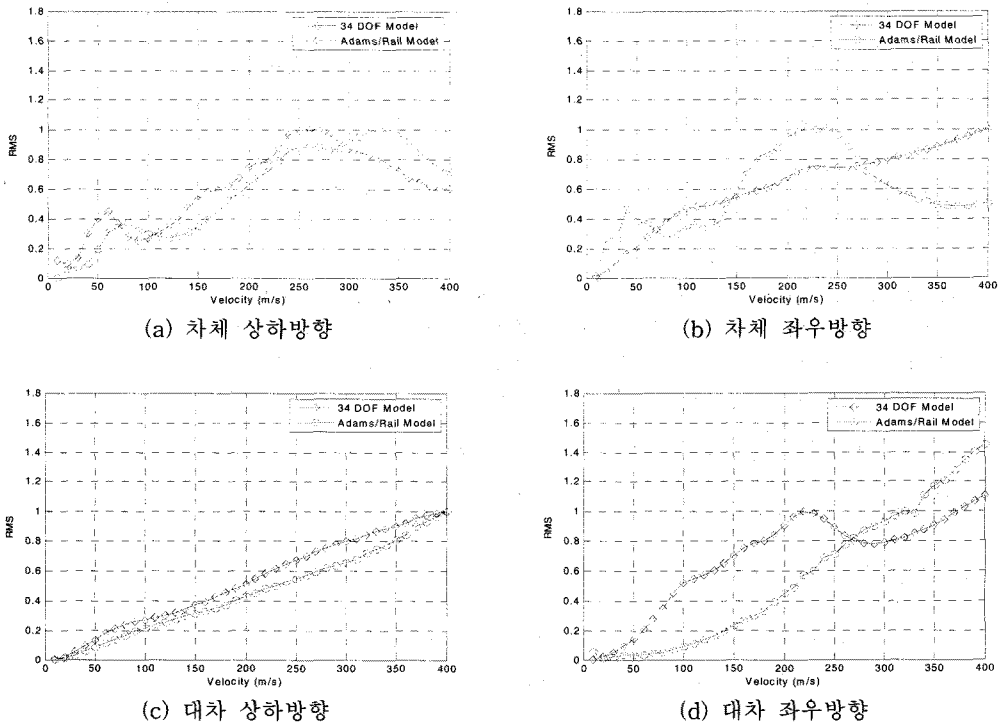 1.8
1.6
1.4
1.2
1
0.8
0.6
0.4
0.2
0
RMS
34 DOF Model
Adams/Rail Model
0 50 100 150 200 250 300 350 400
Velocity (m/s)
(a) 차체 상하방향
1.8
1.6
1.4
1.2
1
0.8
0.6
0.4
0.2
0
RMS
34 DOF Model
Adams/Rail Model
0 50 100 150 200 250 300 350 400
Velocity (m/s)
(b) 차체 좌우방향
1.8
1.6
1.4
1.2
1
0.8
0.6
0.4
0.2
0
RMS
34 DOF Model
Adams/Rail Model
0 50 100 150 200 250 300 350 400
Velocity (m/s)
(c) 대차 상하방향
1.8
1.6
1.4
1.2
1
0.8
0.6
0.4
0.2
0
RMS
34 DOF Model
Adams/Rail Model
0 50 100 150 200 250 300 350 400
Velocity (m/s)
(d) 대차 좌우방향